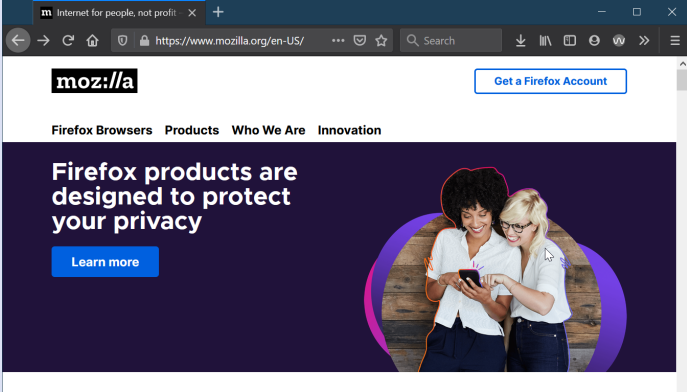 m Internet for people, not profit
https://www.mozilla.org/en-US/
Search
moz://a
Get a Firefox Account
Firefox Browsers Products Who We Are Innovation
Firefox products are
designed to protect
your privacy
Learn more